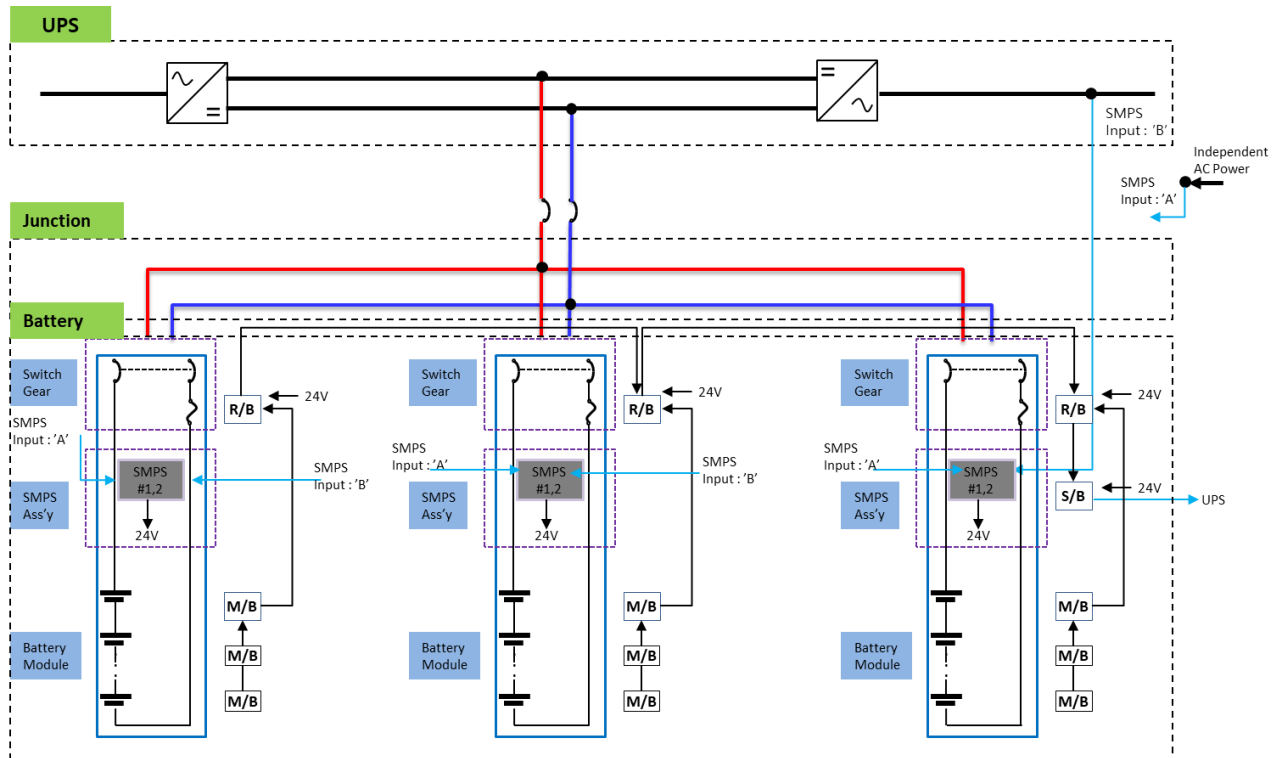 UPS
SMPS
Input : 'B'
Independent
AC Power
SMPS
Input : 'A'
Junction
Battery
Switch
Gear
R/B
24V
SMPS
Input : 'A'
SMPS
#1,2
SMPS
Input : 'B'
SMPS
Ass'y
24V
M/B
Battery
Module
M/B
M/B
Switch
Gear
R/B
24V
SMPS
Input : 'A'
SMPS
#1,2
SMPS
Input : 'B'
SMPS
Ass'y
24V
M/B
Battery
Module
M/B
M/B
Switch
Gear
R/B
24V
SMPS
Input : 'A'
SMPS
#1,2
SMPS
Ass'y
S/B
24V
UPS
24V
M/B
Battery
Module
M/B
M/B